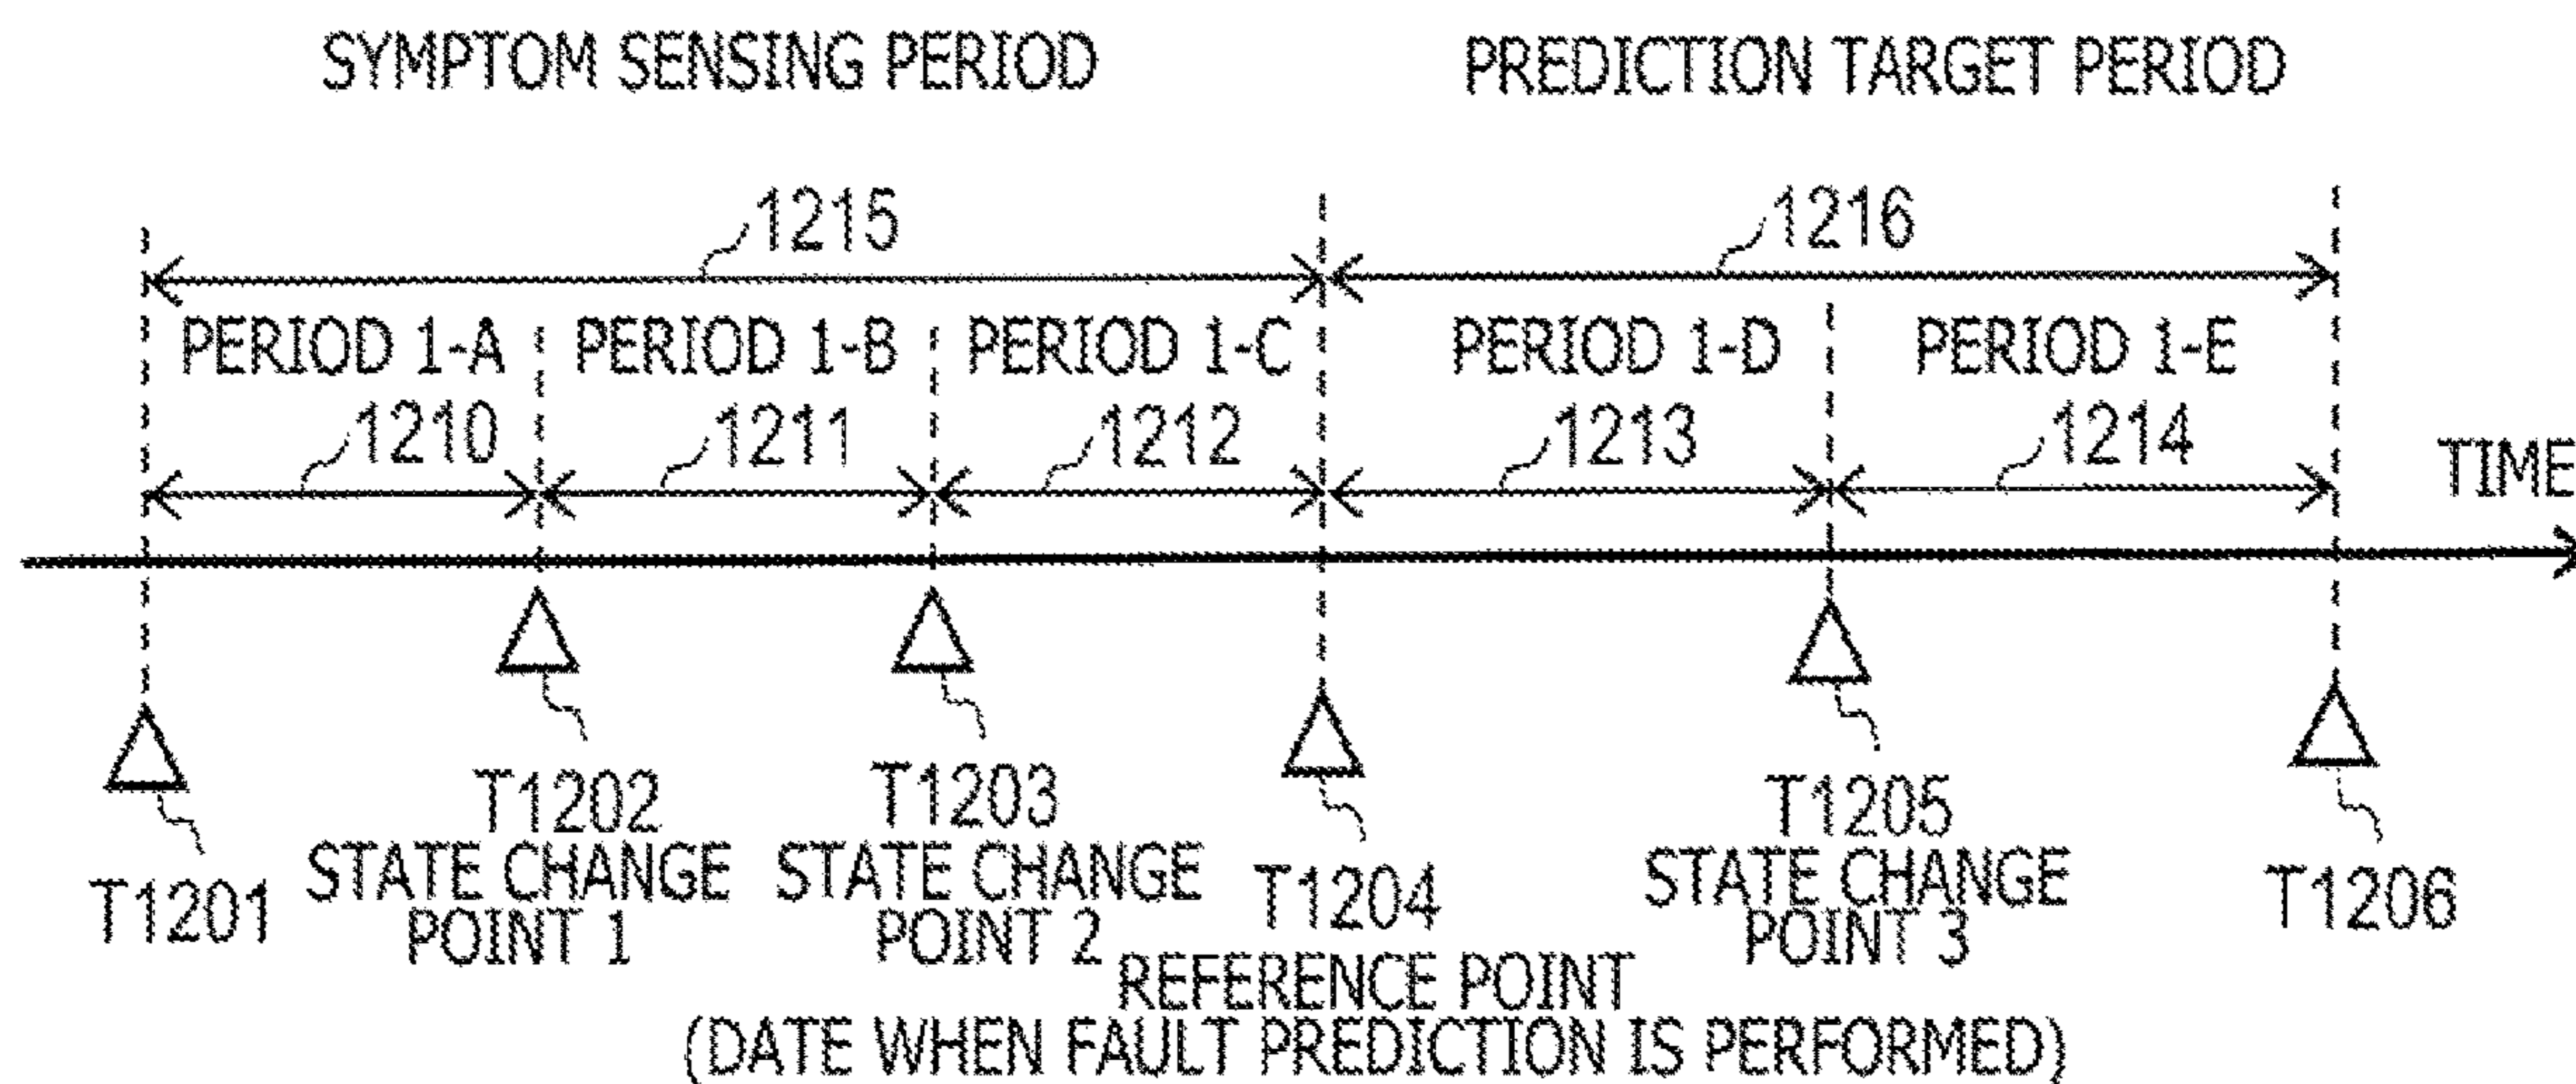 SYMPTOM SENSING PERIOD
PREDICTION TARGET PERIOD
1215
1216
PERIOD 1-A
PERIOD 1-B
PERIOD 1-C
PERIOD 1-D
PERIOD 1-E
1210
1211
1212
1213
1214
TIME
T1201
T1202
STATE CHANGE
POINT 1
T1203
STATE CHANGE
POINT 2
T1204
REFERENCE POINT
(DATE WHEN FAULT PREDICTION IS PERFORMED)
T1205
STATE CHANGE
POINT 3
T1206